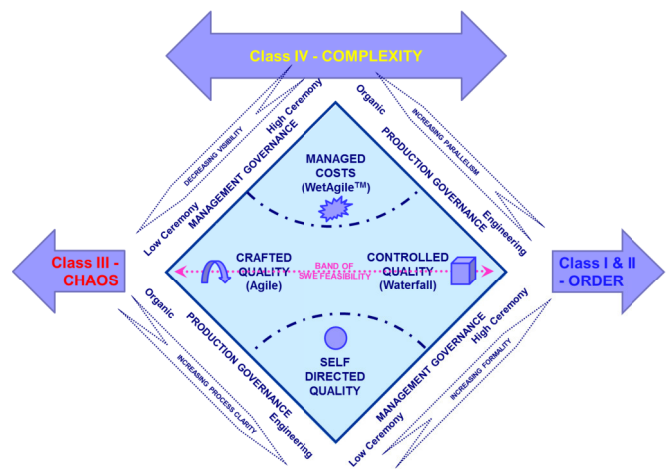 Class IV - COMPLEXITY
High Ceremony
Organic
DECREASING VISIBILITY
INCREASING PARALLELISM
MANAGEMENT GOVERNANCE
PRODUCTION GOVERNANCE
Low Ceremony
Engineering
MANAGED
COSTS
(WetAgile™)
Class III -
CHAOS
CRAFTED
QUALITY
(Agile)
BAND OF
SWE FEASIBILITY
CONTROLLED
QUALITY
(Waterfall)
Class I & II
- ORDER
Organic
High Ceremony
PRODUCTION GOVERNANCE
MANAGEMENT GOVERNANCE
INCREASING PROCESS CLARITY
INCREASING FORMALITY
SELF
DIRECTED
QUALITY
Engineering
Low Ceremony